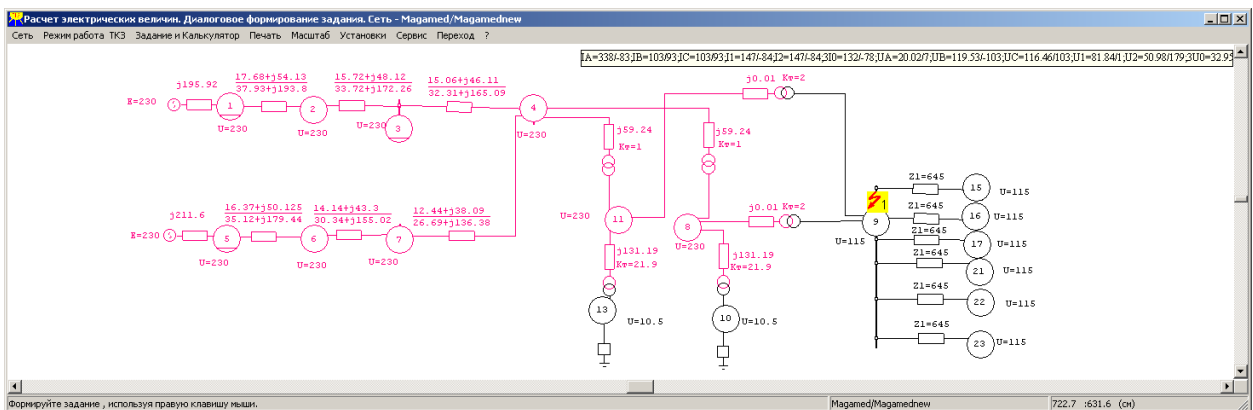 Расчет электрических величин. Диалоговое формирование задания. Сеть - Magamed/Magamednew
Сеть Режим работа ТКЗ Задание и Калькулятор Печать Масштаб Установки Сервис Переход ?
IA=338/-83;IB=103/93;IC=103/93;I1=147/-84;I2=147/-84;3I0=132/-78;UA=20.02/7;UB=119.53/-103;UC=116.46/103;U1=81.84/1;U2=50.98/179;3U0=32.95
j195.92
17.68+j54.13
37.93+j193.8
15.72+j48.12
33.72+j172.26
15.06+j46.11
32.31+j165.09
j0.01 Кт=2
E=230
1
2
3
4
U=230
U=230
U=230
U=230
j59.24
Кт=1
j59.24
Кт=1
Z1=645
15
U=115
1
j211.6
16.37+j50.125
35.12+j179.44
14.14+j43.3
30.34+j155.02
12.44+j38.09
26.69+j136.38
U=230
11
j0.01 Кт=2
9
Z1=645
16
U=115
E=230
5
6
7
8
U=115
Z1=645
17
U=115
U=230
U=230
U=230
U=230
j131.19
Кт=21.9
j131.19
Кт=21.9
Z1=645
21
U=115
Z1=645
22
U=115
13
U=10.5
10
U=10.5
Z1=645
23
U=115
Формируйте задание , используя правую клавишу мыши.
Magamed/Magamednew
722.7 :631.6 (см)